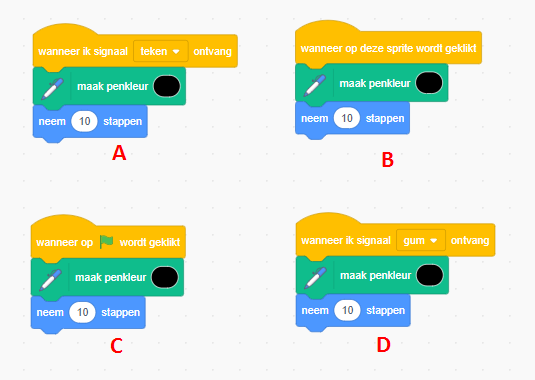 wanneer ik signaal teken ontvang
maak penkleur
neem 10 stappen
A
wanneer op deze sprite wordt geklikt
maak penkleur
neem 10 stappen
B
wanneer op wordt geklikt
maak penkleur
neem 10 stappen
C
wanneer ik signaal gum ontvang
maak penkleur
neem 10 stappen
D